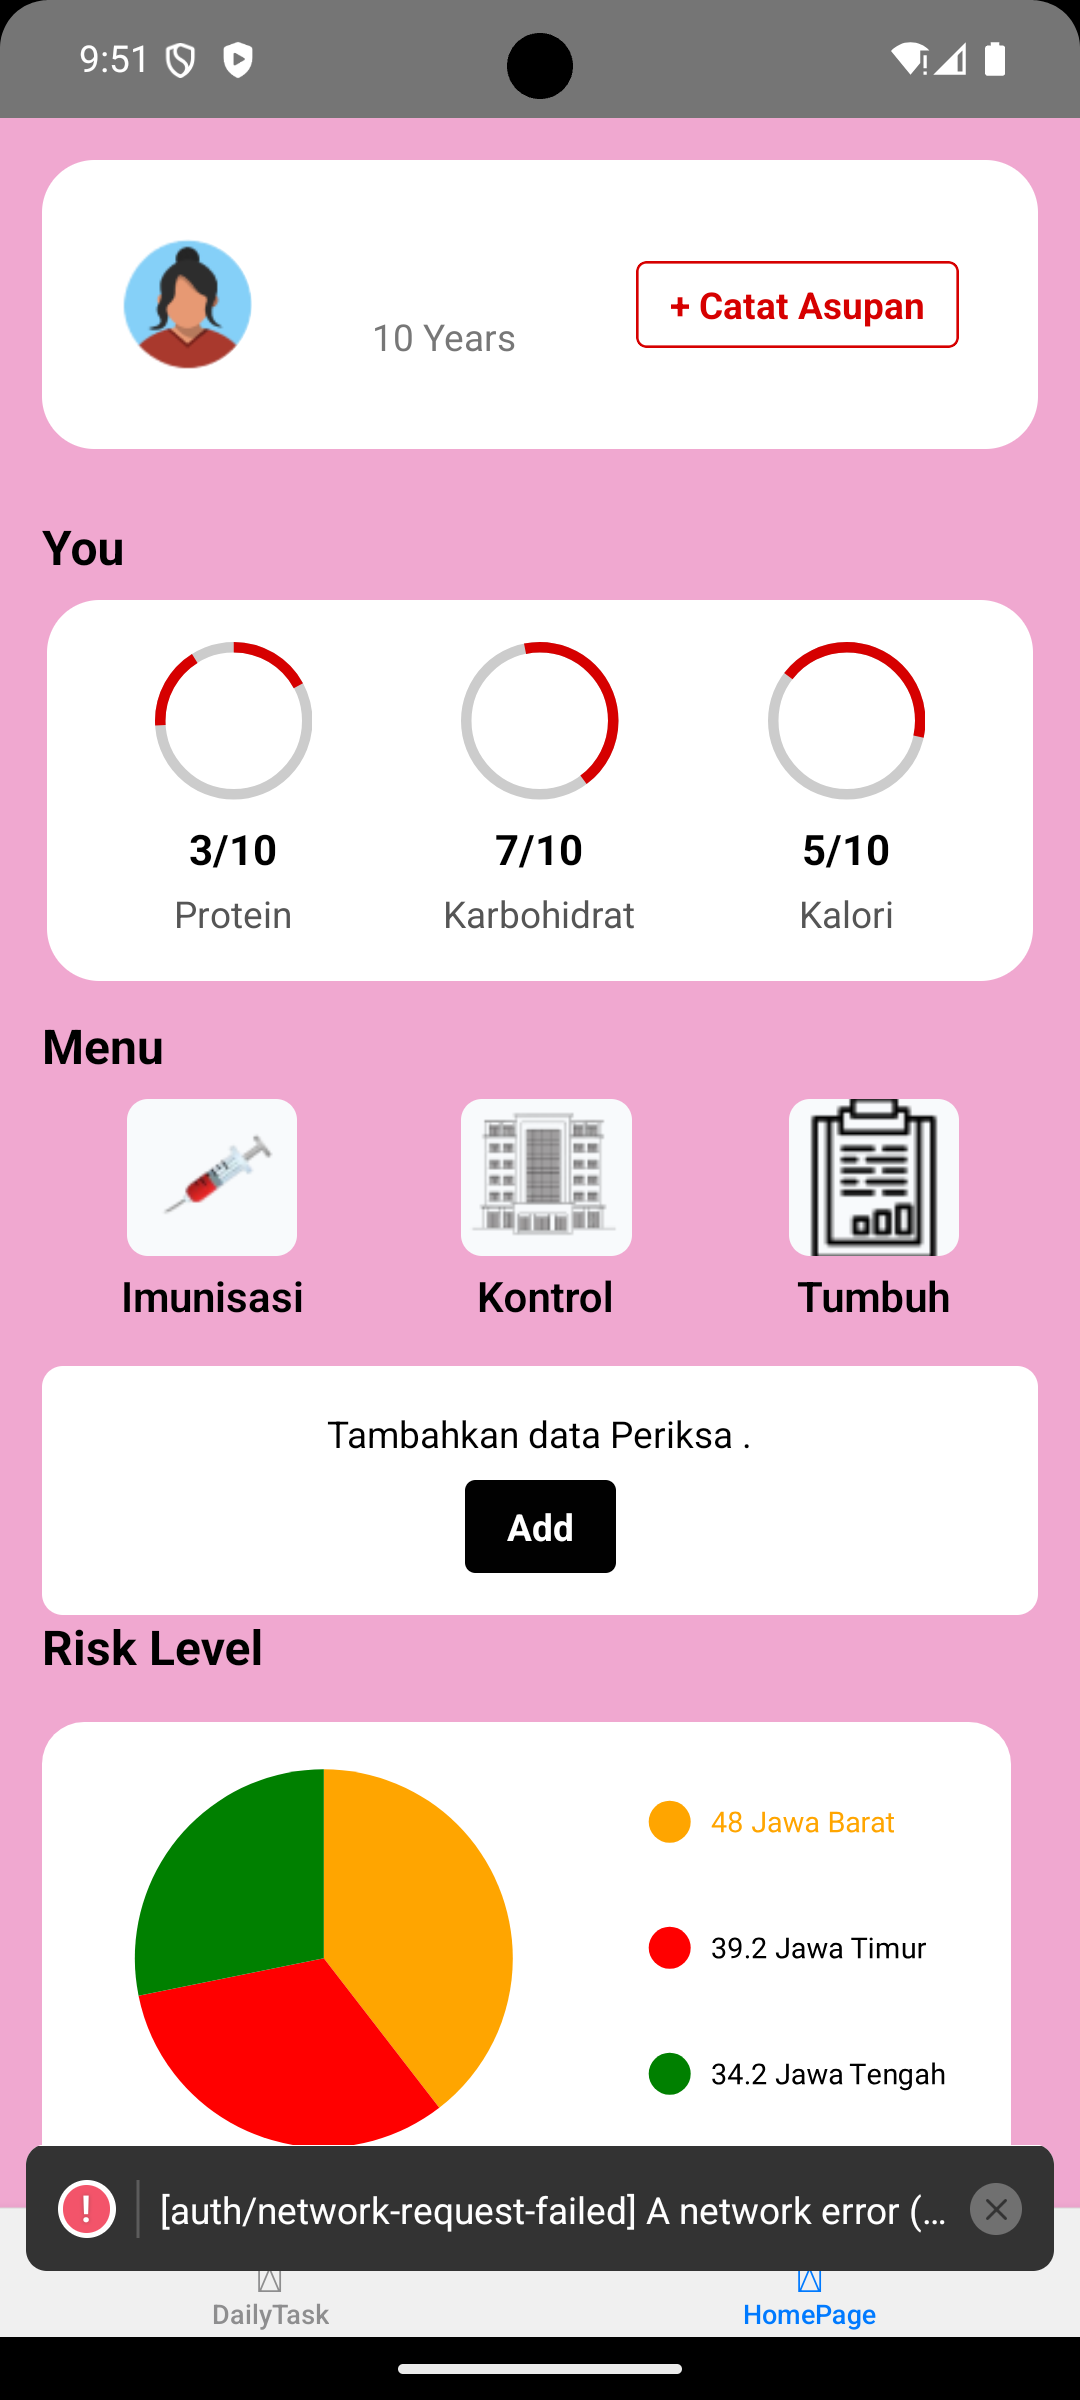 9:51
10 Years
+ Catat Asupan
You
3/10
7/10
5/10
Protein
Karbohidrat
Kalori
Menu
Imunisasi
Kontrol
Tumbuh
Tambahkan data Periksa .
Add
Risk Level
48 Jawa Barat
39.2 Jawa Timur
34.2 Jawa Tengah
[auth/network-request-failed] A network error (...
DailyTask
HomePage